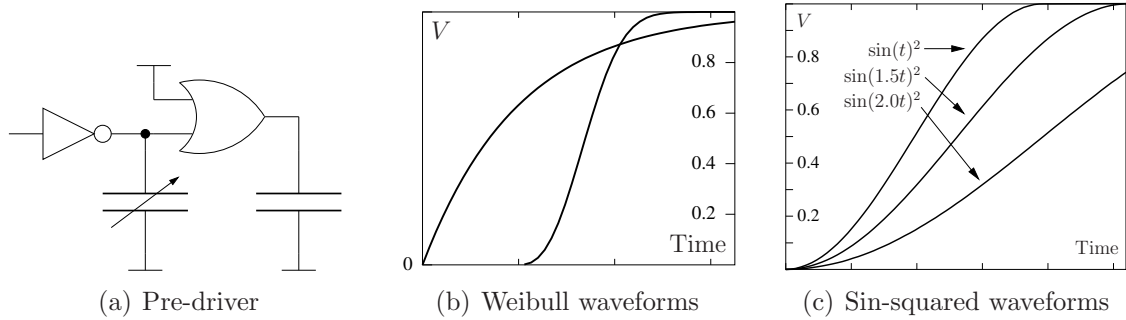 V
0.8
0.6
0.4
0.2
0
Time
V
0.8
0.6
0.4
0.2
sin(t)²
sin(1.5t)²
sin(2.0t)²
Time
(a) Pre-driver
(b) Weibull waveforms
(c) Sin-squared waveforms